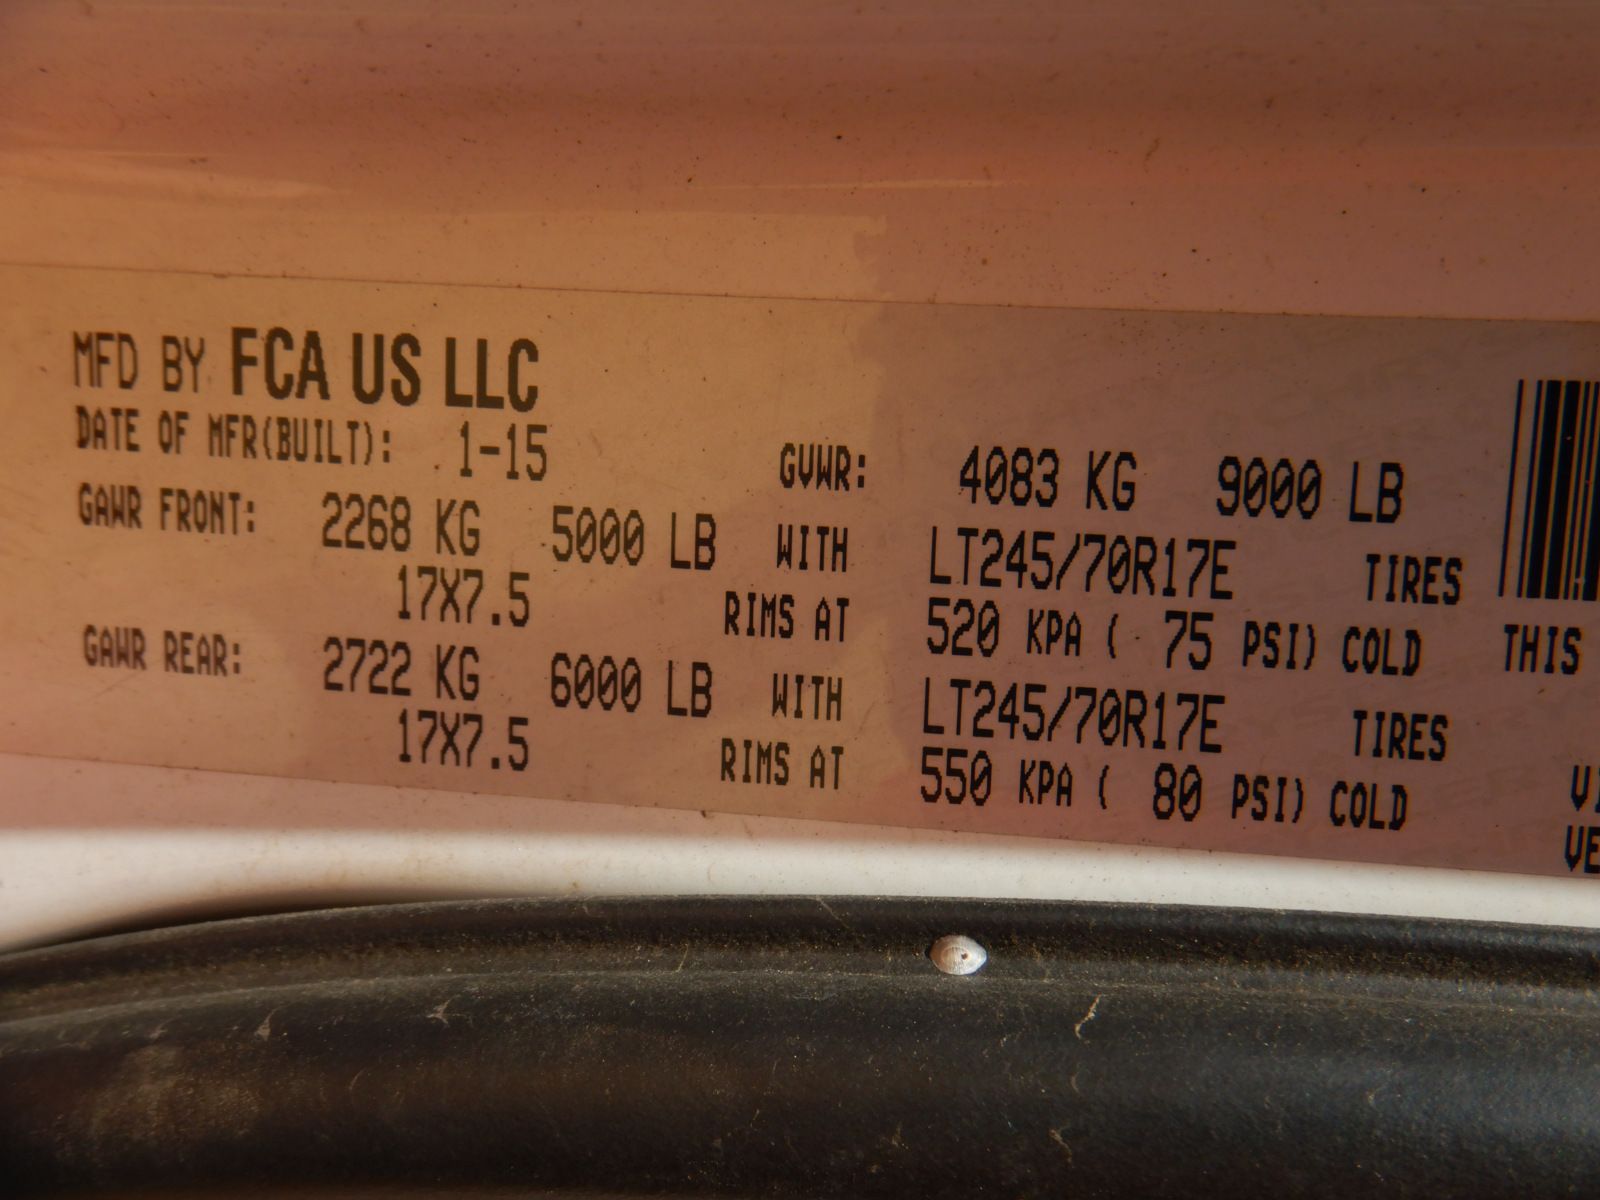 MFD BY FCA US LLC
DATE OF MFR(BUILT): 1-15 GVWR: 4083 KG 9000 LB
GAWR FRONT: 2268 KG 5000 LB WITH LT245/70R17E TIRES
17X7.5 RIMS AT 520 KPA ( 75 PSI) COLD THIS
GAWR REAR: 2722 KG 6000 LB WITH LT245/70R17E TIRES
17X7.5 RIMS AT 550 KPA ( 80 PSI) COLD